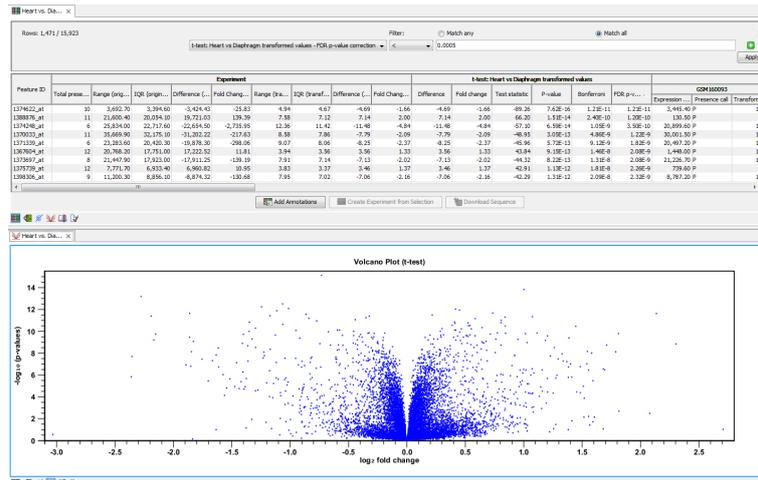 Heart vs. Dia... ×
Rows: 1,471 / 15,923
Filter:
Match any
Match all
t-test: Heart vs Diaphragm transformed values - FDR p-value correction
<
0.0005
Apply
Experiment
t-test: Heart vs Diaphragm transformed values
GSM160093
Feature ID
Total prese...
Range (orig...
IQR (origin...
Difference (...
Fold Chang...
Range (tra...
IQR (transf...
Difference (...
Fold Chang...
Difference
Fold change
Test statistic
P-value
Bonferroni
FDR p-v...
Expression ...
Presence call
Transform
1374622_at 10 3,692.70 3,394.60 -3,424.43 -25.83 4.94 4.67 -4.69 -1.66 -4.69 -1.66 -89.26 7.62E-16 1.21E-11 1.21E-11 3,445.40 P
1388876_at 11 21,600.40 20,054.10 19,721.03 139.39 7.58 7.12 7.14 2.00 7.14 2.00 66.20 1.51E-14 2.40E-10 1.20E-10 130.50 P
1374248_at 6 25,834.00 22,717.60 -22,654.50 -2,735.95 12.36 11.42 -11.48 -4.84 -11.48 -4.84 -57.10 6.59E-14 1.05E-9 3.50E-10 20,899.60 P
1370033_at 11 35,669.90 32,175.10 -31,202.00 -217.63 8.58 7.86 -7.79 -2.09 -7.79 -2.09 -48.95 3.05E-13 4.86E-9 1.22E-9 30,001.50 P
1371339_at 6 23,283.60 20,420.30 -19,878.30 -298.06 9.07 8.06 -8.25 -2.37 -8.25 -2.37 -45.96 5.72E-13 9.12E-9 1.82E-9 20,497.20 P
1367604_at 12 20,768.20 17,751.00 17,222.52 11.81 3.94 3.56 3.56 1.33 3.56 1.33 43.84 9.15E-13 1.46E-8 2.08E-9 1,448.00 P
1373697_at 8 21,447.90 17,923.00 -17,911.25 -139.19 7.91 7.14 -7.13 -2.02 -7.13 -2.02 -44.32 8.22E-13 1.31E-8 2.08E-9 21,226.70 P
1375739_at 12 7,771.70 6,933.40 6,960.82 10.95 3.83 3.37 3.46 1.37 3.46 1.37 42.91 1.13E-12 1.81E-8 2.26E-9 739.60 P
1398306_at 9 11,200.30 8,856.10 -8,874.32 -130.68 7.95 7.02 -7.06 -2.16 -7.06 -2.16 -42.29 1.31E-12 2.09E-8 2.32E-9 8,787.20 P
Add Annotations
Create Experiment from Selection
Download Sequence
Heart vs. Dia... ×
Volcano Plot (t-test)
-log₁₀ (p-values)
14
12
10
8
6
4
2
0
-3.0 -2.5 -2.0 -1.5 -1.0 -0.5 0.0 0.5 1.0 1.5 2.0 2.5
log₂ fold change